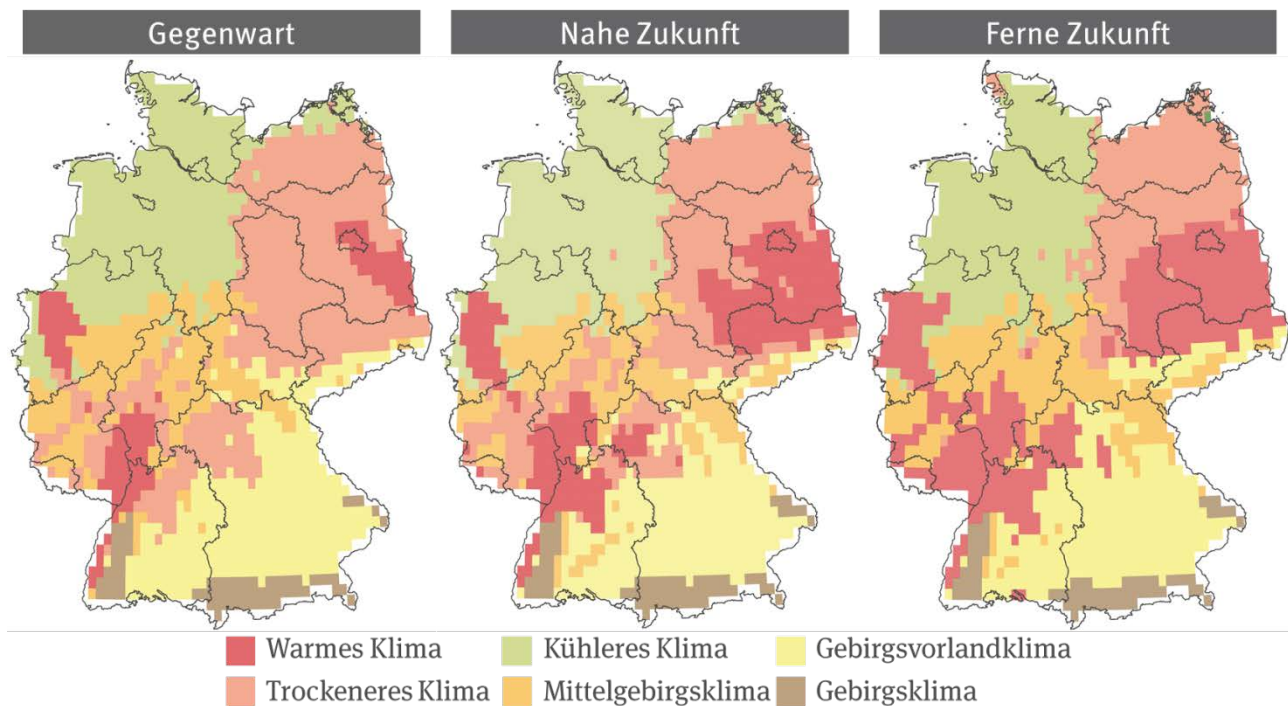 Gegenwart
Nahe Zukunft
Ferne Zukunft
Warmes Klima
Kühleres Klima
Gebirgsvorlandklima
Trockeneres Klima
Mittelgebirgsklima
Gebirgsklima